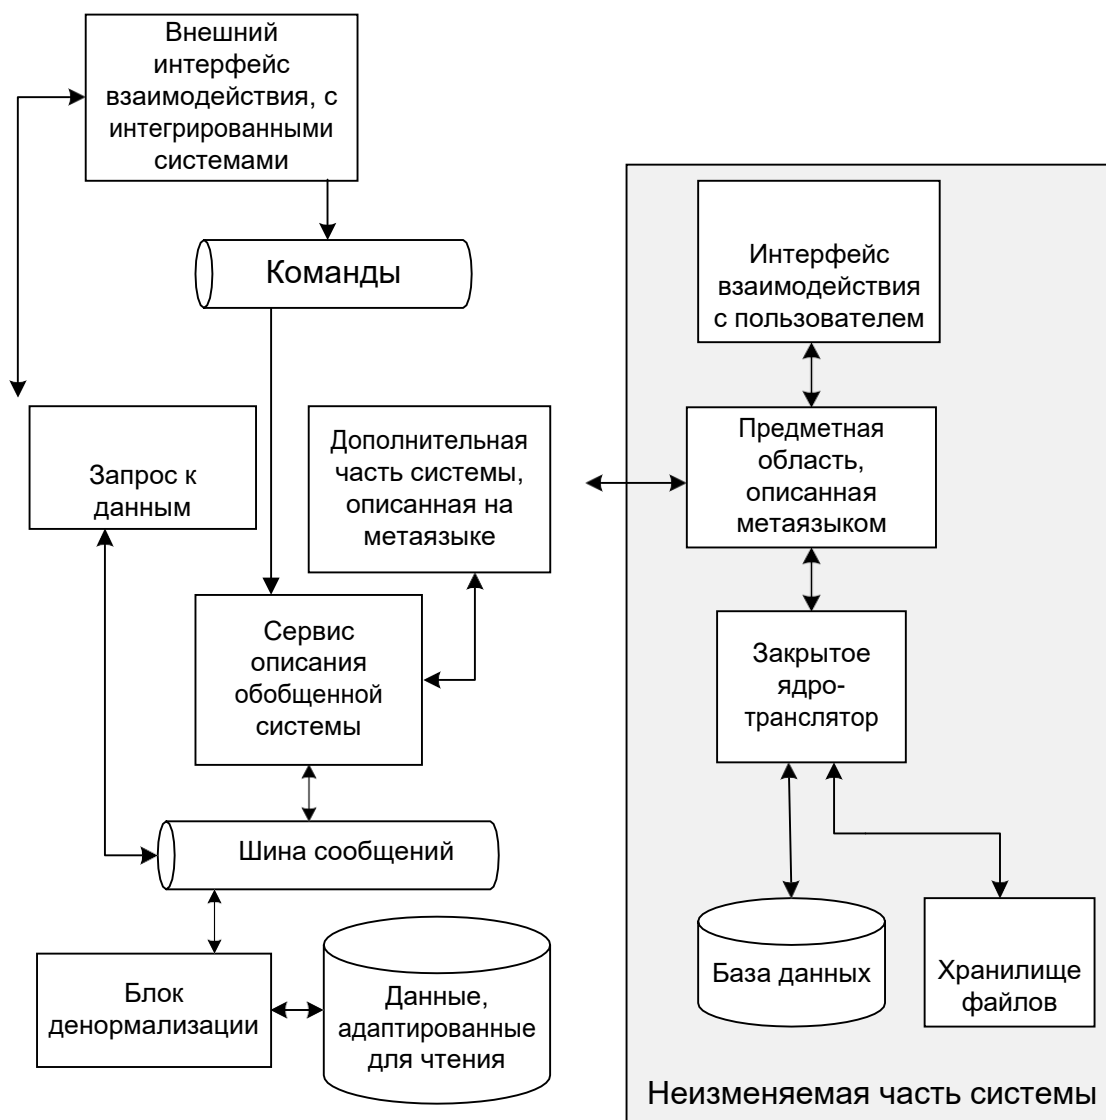 Внешний
интерфейс
взаимодействия, с
интегрированными
системами
Команды
Интерфейс
взаимодействия
с пользователем
Запрос к
данным
Дополнительная
часть системы,
описанная на
метаязыке
Предметная
область,
описанная
метаязыком
Сервис
описания
обобщенной
системы
Закрытое
ядро-
транслятор
Шина сообщений
Блок
денормализации
Данные,
адаптированные
для чтения
База данных
Хранилище
файлов
Неизменяемая часть системы